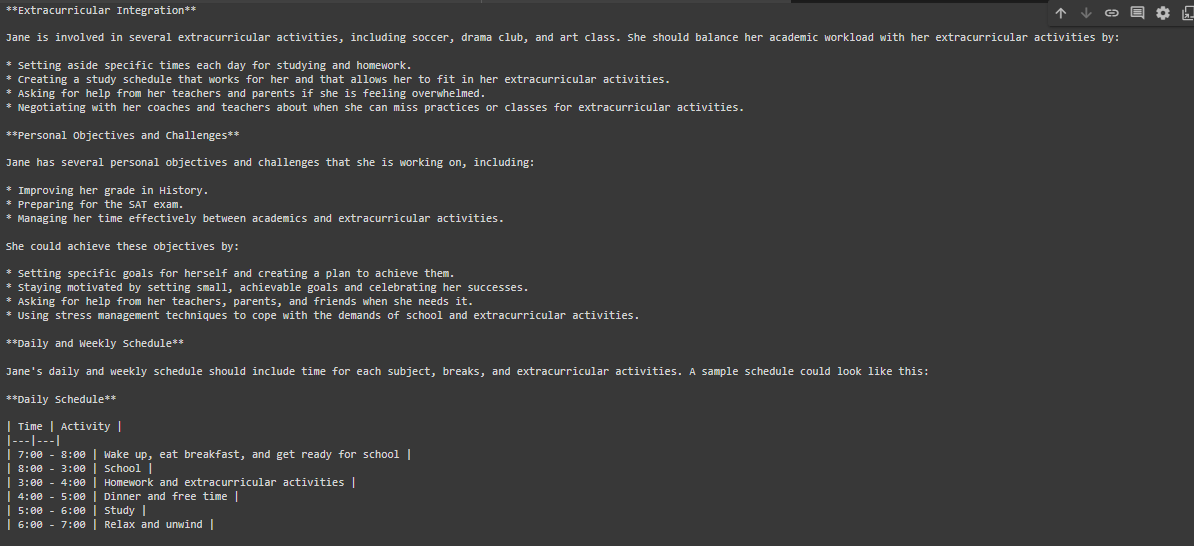 **Extracurricular Integration**
Jane is involved in several extracurricular activities, including soccer, drama club, and art class. She should balance her academic workload with her extracurricular activities by:
* Setting aside specific times each day for studying and homework.
* Creating a study schedule that works for her and that allows her to fit in her extracurricular activities.
* Asking for help from her teachers and parents if she is feeling overwhelmed.
* Negotiating with her coaches and teachers about when she can miss practices or classes for extracurricular activities.
**Personal Objectives and Challenges**
Jane has several personal objectives and challenges that she is working on, including:
* Improving her grade in History.
* Preparing for the SAT exam.
* Managing her time effectively between academics and extracurricular activities.
She could achieve these objectives by:
* Setting specific goals for herself and creating a plan to achieve them.
* Staying motivated by setting small, achievable goals and celebrating her successes.
* Asking for help from her teachers, parents, and friends when she needs it.
* Using stress management techniques to cope with the demands of school and extracurricular activities.
**Daily and Weekly Schedule**
Jane's daily and weekly schedule should include time for each subject, breaks, and extracurricular activities. A sample schedule could look like this:
**Daily Schedule**
| Time | Activity |
|---|---|
| 7:00 - 8:00 | Wake up, eat breakfast, and get ready for school |
| 8:00 - 3:00 | School |
| 3:00 - 4:00 | Homework and extracurricular activities |
| 4:00 - 5:00 | Dinner and free time |
| 5:00 - 6:00 | Study |
| 6:00 - 7:00 | Relax and unwind |